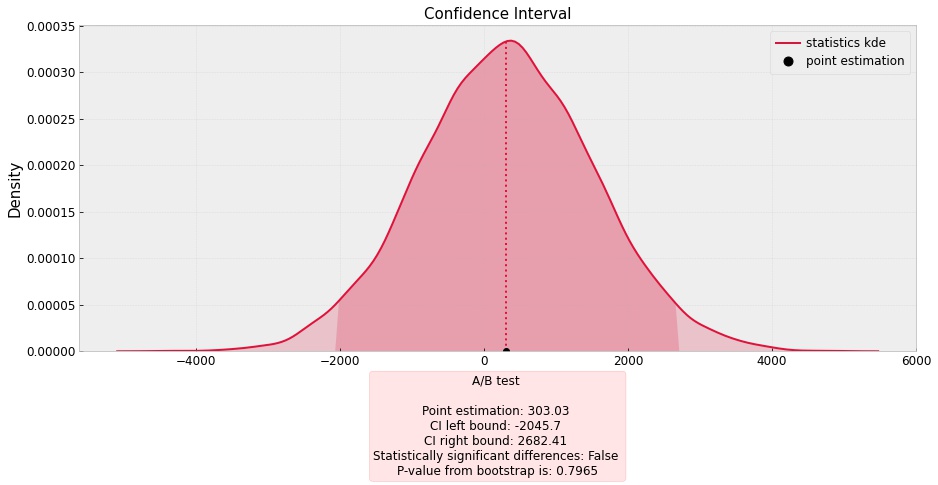 Confidence Interval
0.00035
0.00030
0.00025
0.00020
0.00015
0.00010
0.00005
0.00000
Density
statistics kde
point estimation
−4000 −2000 0 2000 4000 6000
A/B test
Point estimation: 303.03
CI left bound: -2045.7
CI right bound: 2682.41
Statistically significant differences: False
P-value from bootstrap is: 0.7965